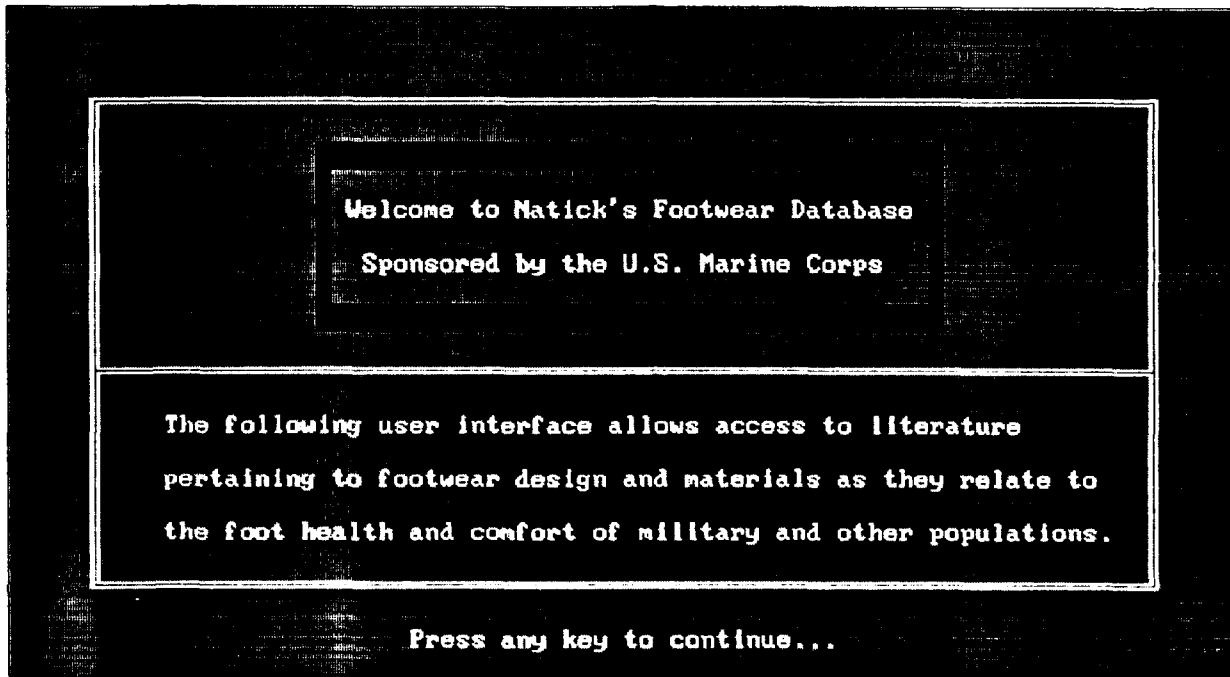 Welcome to Natick's Footwear Database
Sponsored by the U.S. Marine Corps
The following user interface allows access to literature
pertaining to footwear design and materials as they relate to
the foot health and comfort of military and other populations.
Press any key to continue...